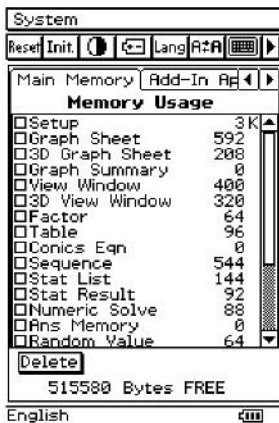 System
Reset Init. Lang A⇄A
Main Memory Add-In Ap
Memory Usage
Setup 3K
Graph Sheet 592
3D Graph Sheet 208
Graph Summary 0
View Window 400
3D View Window 320
Factor 64
Table 96
Conics Eqn 0
Sequence 544
Stat List 144
Stat Result 92
Numeric Solve 88
Ans Memory 0
Random Value 64
Delete
515580 Bytes FREE
English